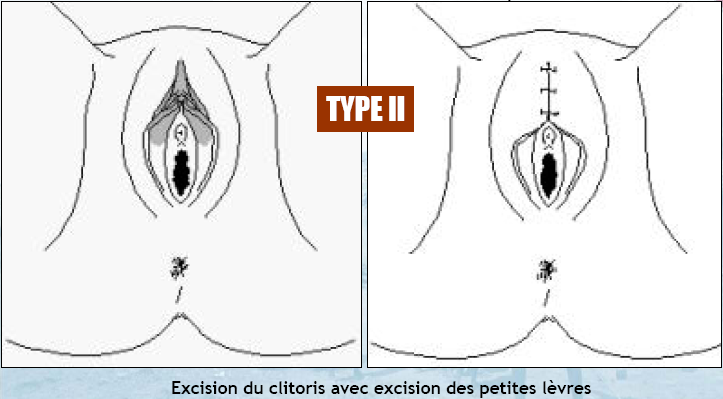 TYPE II
Excision du clitoris avec excision des petites lèvres